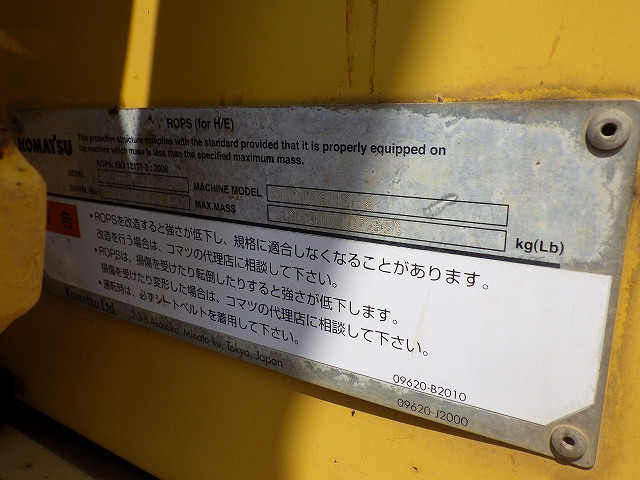 ROPS (for H/E)
KOMATSU
This protective structure complies with the standard provided that it is properly equipped on
the machine which mass is less than the specified maximum mass.
ROPS: ISO 12117-2 : 2008
MODEL
SERIAL No
MACHINE MODEL
MAX.MASS
kg(Lb)
告
・ROPSを改造すると強さが低下し、規格に適合しなくなることがあります。
改造を行う場合は、コマツの代理店に相談して下さい。
・ROPSは、損傷を受けたり転倒したりすると強さが低下します。
損傷を受けたり変形した場合は、コマツの代理店に相談して下さい。
・運転時は、必ずシートベルトを着用して下さい。
Komatsu Ltd.
2-3-6 Akasaka, Minato-ku, Tokyo, Japan
09620-B2010
09620-J2000